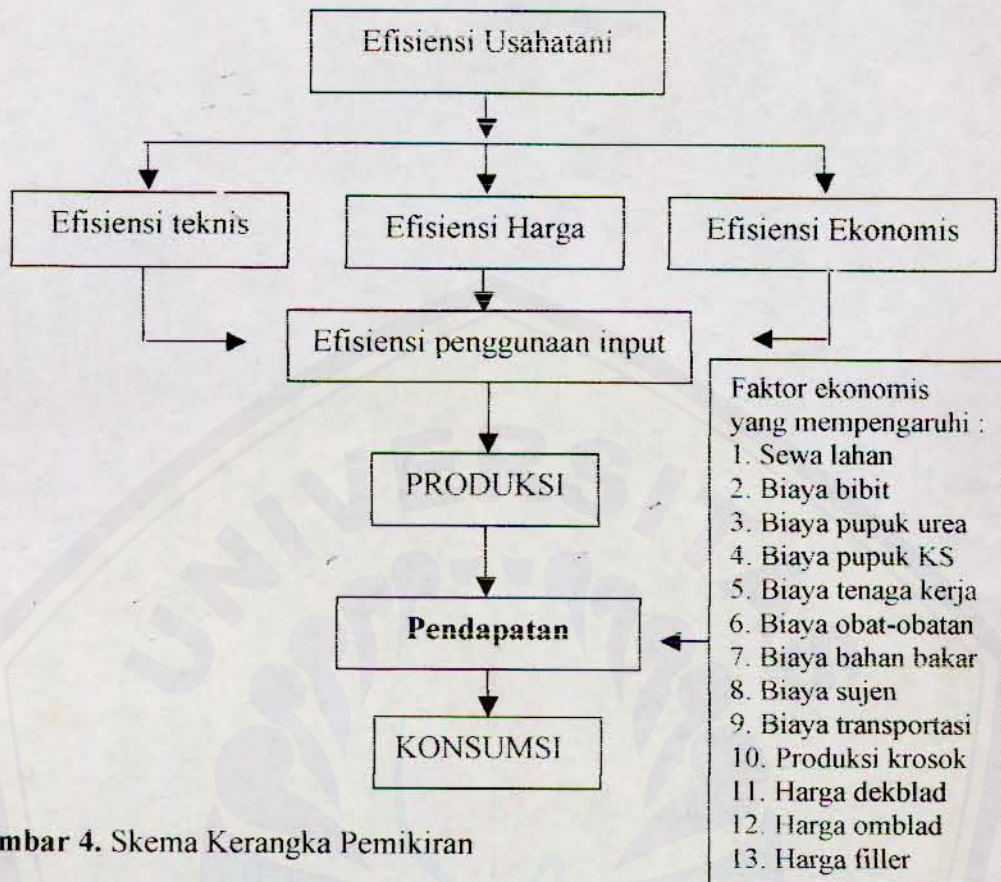 Efisiensi Usahatani
Efisiensi teknis
Efisiensi Harga
Efisiensi Ekonomis
Efisiensi penggunaan input
PRODUKSI
Pendapatan
KONSUMSI
Faktor ekonomis
yang mempengaruhi :
1. Sewa lahan
2. Biaya bibit
3. Biaya pupuk urea
4. Biaya pupuk KS
5. Biaya tenaga kerja
6. Biaya obat-obatan
7. Biaya bahan bakar
8. Biaya sujen
9. Biaya transportasi
10. Produksi krosok
11. Harga dekblad
12. Harga omblad
13. Harga filler
mbar 4. Skema Kerangka Pemikiran
UNIVERSIT